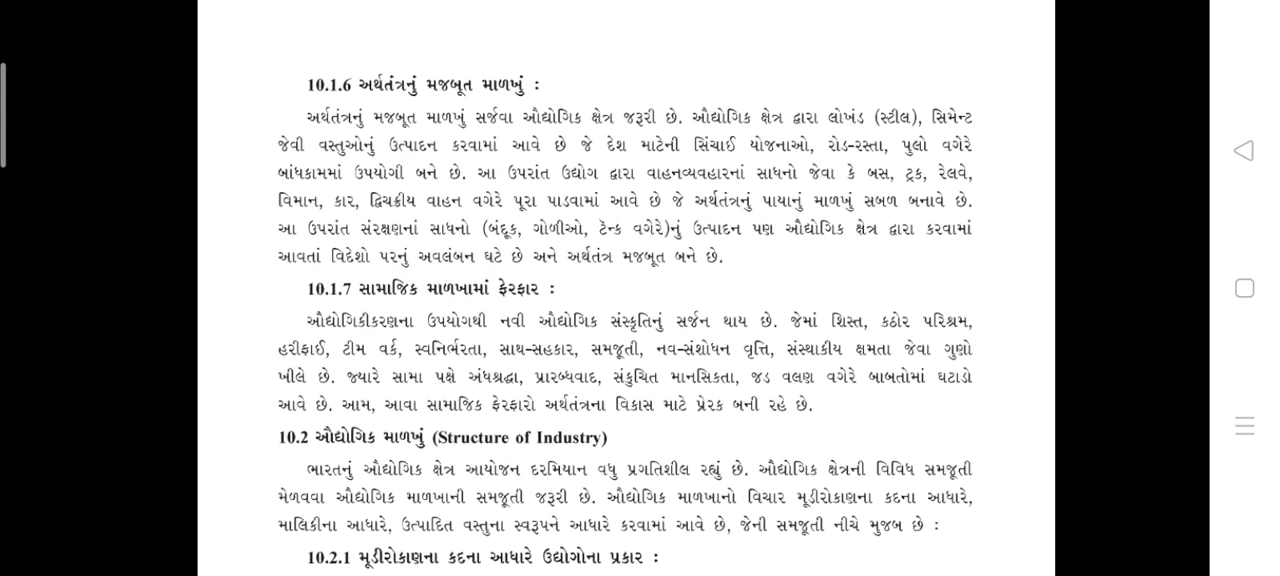 10.1.6 અર્થતંત્રનું મજબૂત માળખું :
અર્થતંત્રનું મજબૂત માળખું સર્જવા ઔદ્યોગિક ક્ષેત્ર જરૂરી છે. ઔદ્યોગિક ક્ષેત્ર દ્વારા લોખંડ (સ્ટીલ), સિમેન્ટ
જેવી વસ્તુઓનું ઉત્પાદન કરવામાં આવે છે જે દેશ માટેની સિંચાઈ યોજનાઓ, રોડ-રસ્તા, પુલો વગેરે
બાંધકામમાં ઉપયોગી બને છે. આ ઉપરાંત ઉદ્યોગ દ્વારા વાહનવ્યવહારનાં સાધનો જેવા કે બસ, ટ્રક, રેલવે,
વિમાન, કાર, દ્વિચક્રીય વાહન વગેરે પૂરા પાડવામાં આવે છે જે અર્થતંત્રનું પાયાનું માળખું સબળ બનાવે છે.
આ ઉપરાંત સંરક્ષણનાં સાધનો (બંદૂક, ગોળીઓ, ટૅન્ક વગેરે)નું ઉત્પાદન પણ ઔદ્યોગિક ક્ષેત્ર દ્વારા કરવામાં
આવતાં વિદેશો પરનું અવલંબન ઘટે છે અને અર્થતંત્ર મજબૂત બને છે.
10.1.7 સામાજિક માળખામાં ફેરફાર :
ઔદ્યોગિકીકરણના ઉપયોગથી નવી ઔદ્યોગિક સંસ્કૃતિનું સર્જન થાય છે. જેમાં શિસ્ત, કઠોર પરિશ્રમ,
હરીફાઈ, ટીમ વર્ક, સ્વનિર્ભરતા, સાથ-સહકાર, સમજૂતી, નવ-સંશોધન વૃત્તિ, સંસ્થાકીય ક્ષમતા જેવા ગુણો
ખીલે છે. જ્યારે સામા પક્ષે અંધશ્રદ્ધા, પ્રારબ્ધવાદ, સંકુચિત માનસિકતા, જડ વલણ વગેરે બાબતોમાં ઘટાડો
આવે છે. આમ, આવા સામાજિક ફેરફારો અર્થતંત્રના વિકાસ માટે પ્રેરક બની રહે છે.
10.2 ઔદ્યોગિક માળખું (Structure of Industry)
ભારતનું ઔદ્યોગિક ક્ષેત્ર આયોજન દરમિયાન વધુ પ્રગતિશીલ રહ્યું છે. ઔદ્યોગિક ક્ષેત્રની વિવિધ સમજૂતી
મેળવવા ઔદ્યોગિક માળખાની સમજૂતી જરૂરી છે. ઔદ્યોગિક માળખાનો વિચાર મૂડીરોકાણના કદના આધારે,
માલિકીના આધારે, ઉત્પાદિત વસ્તુના સ્વરૂપને આધારે કરવામાં આવે છે, જેની સમજૂતી નીચે મુજબ છે :
10.2.1 મૂડીરોકાણના કદના આધારે ઉદ્યોગોના પ્રકાર :